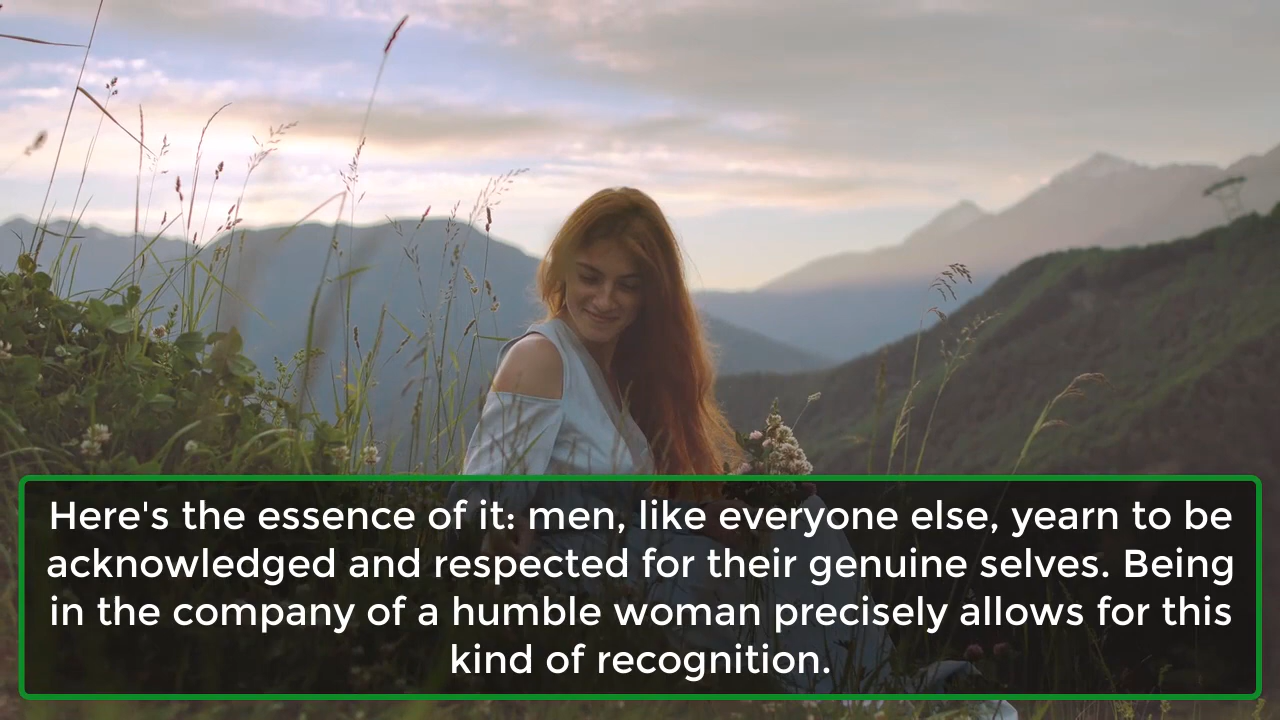 Here's the essence of it: men, like everyone else, yearn to be
acknowledged and respected for their genuine selves. Being
in the company of a humble woman precisely allows for this
kind of recognition.